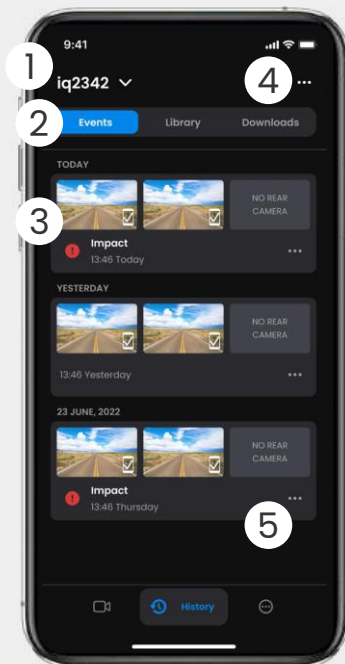 9:41
1
iq2342
4
2
Events
Library
Downloads
TODAY
3
NO REAR
CAMERA
Impact
13:46 Today
YESTERDAY
NO REAR
CAMERA
13:46 Yesterday
23 JUNE, 2022
NO REAR
CAMERA
Impact
13:46 Thursday
5
History